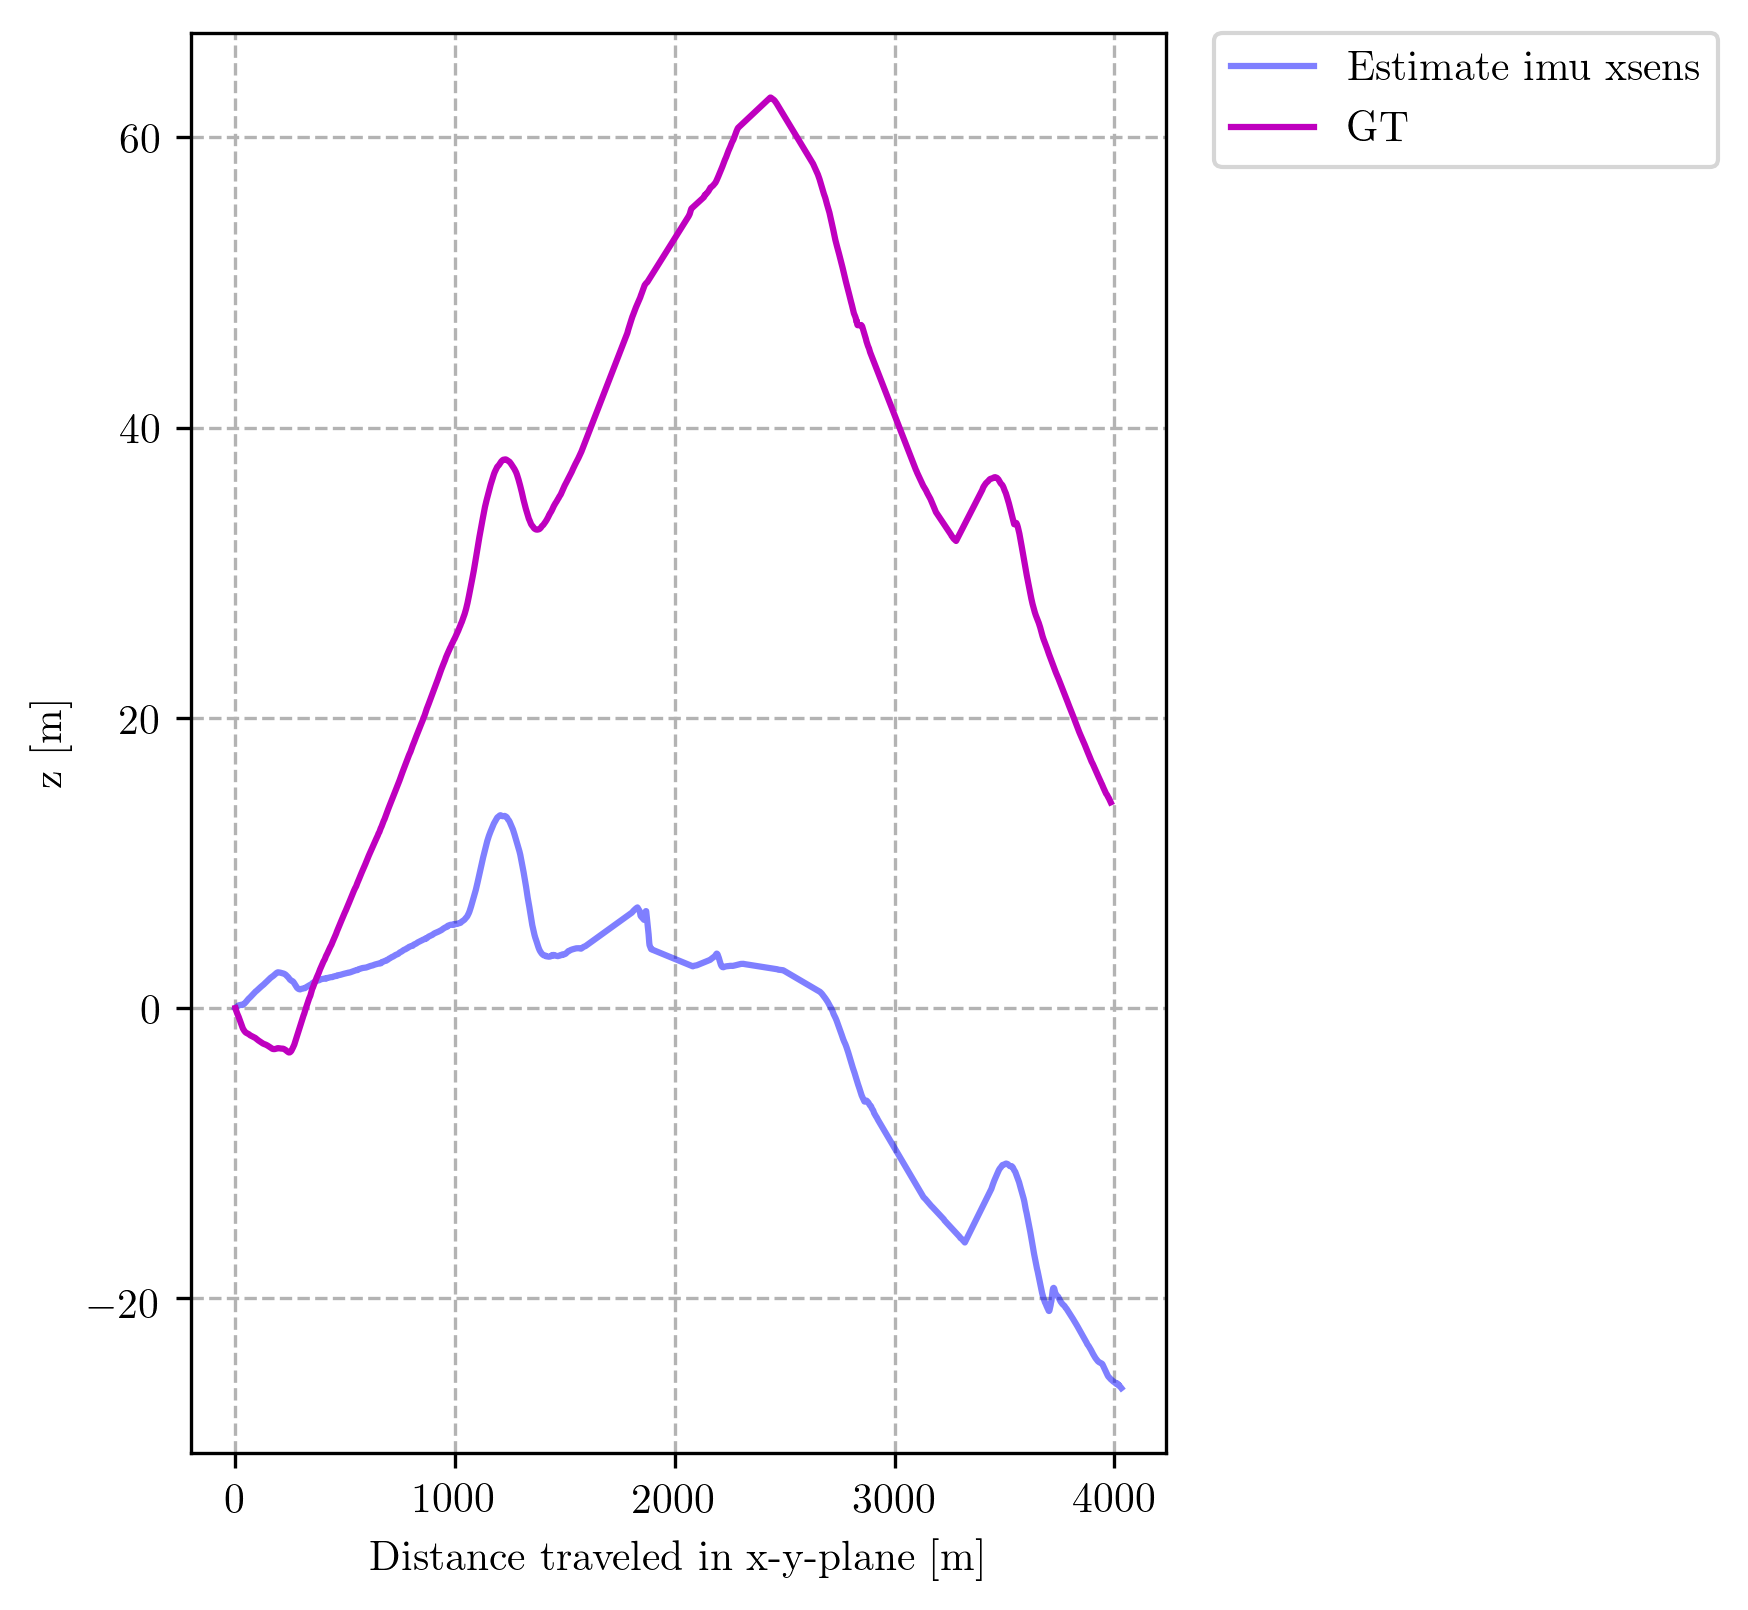 Estimate imu xsens
GT
60
40
20
0
−20
z [m]
0 1000 2000 3000 4000
Distance traveled in x-y-plane [m]